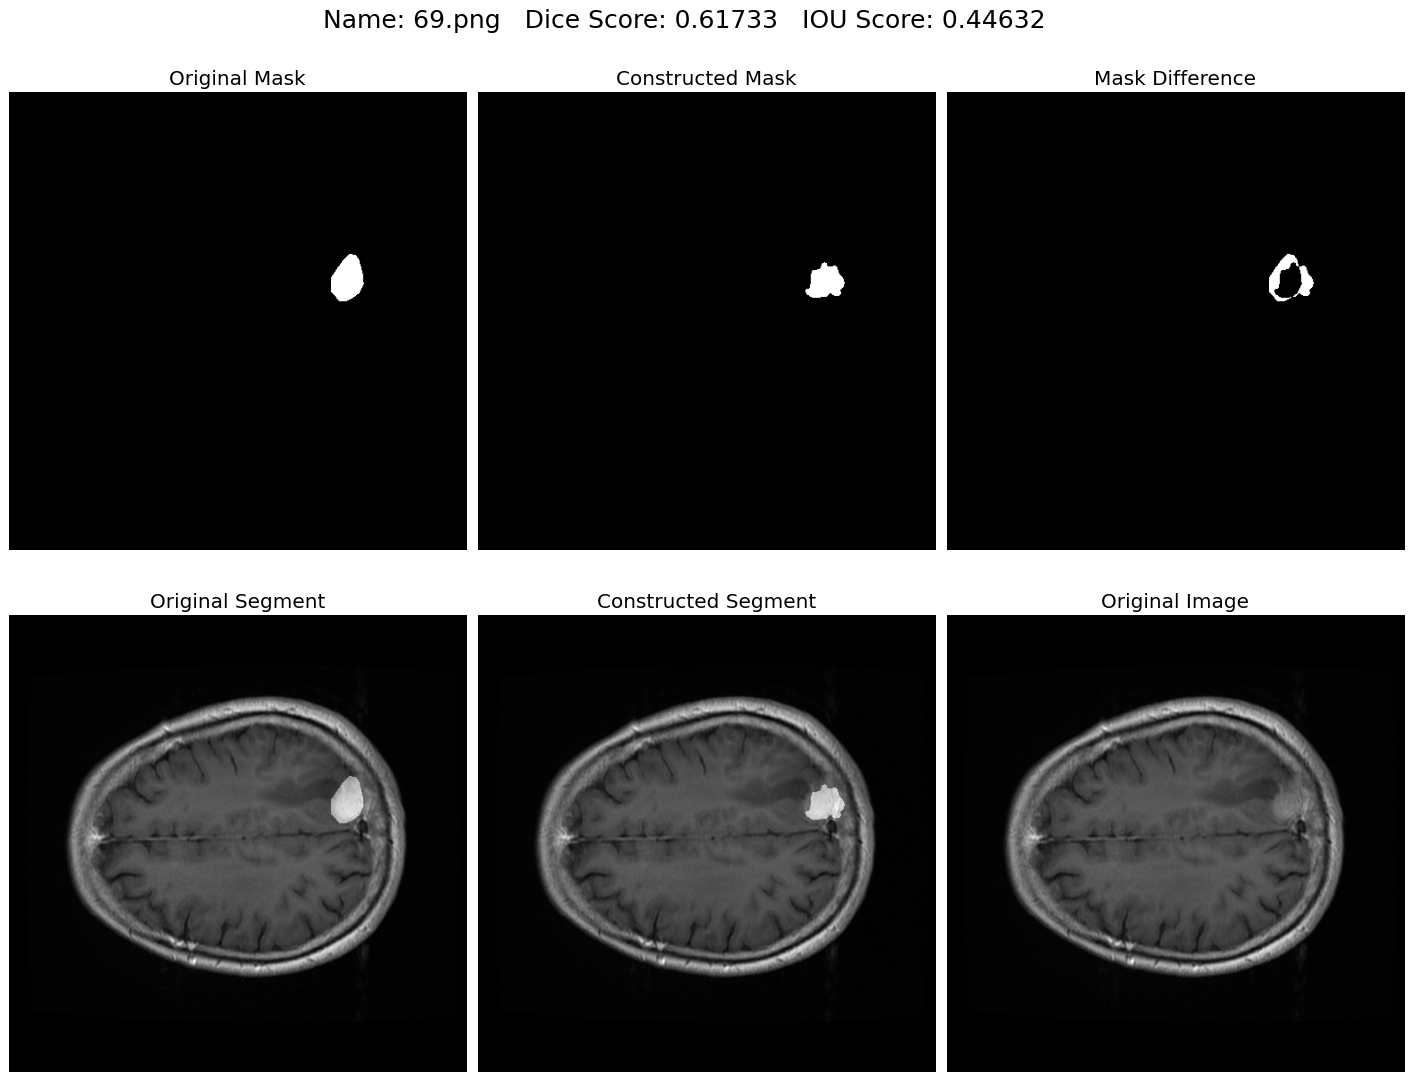 Name: 69.png   Dice Score: 0.61733   IOU Score: 0.44632
Original Mask
Constructed Mask
Mask Difference
Original Segment
Constructed Segment
Original Image